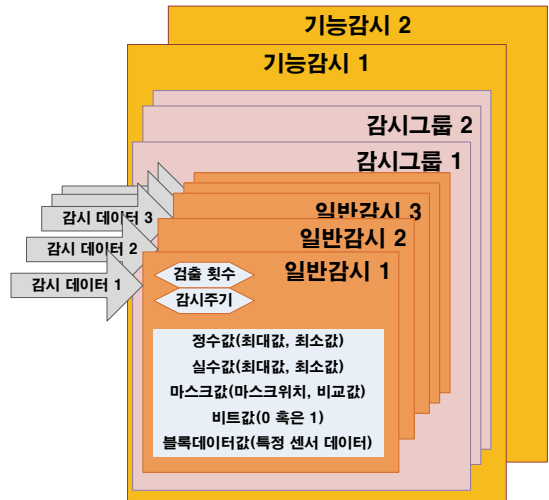 기능감시 2
기능감시 1
감시그룹 2
감시그룹 1
감시 데이터 3
일반감시 3
감시 데이터 2
일반감시 2
감시 데이터 1
일반감시 1
검출 횟수
감시주기
정수값(최대값, 최소값)
실수값(최대값, 최소값)
마스크값(마스크위치, 비교값)
비트값(0 혹은 1)
블록데이터값(특정 센서 데이터)